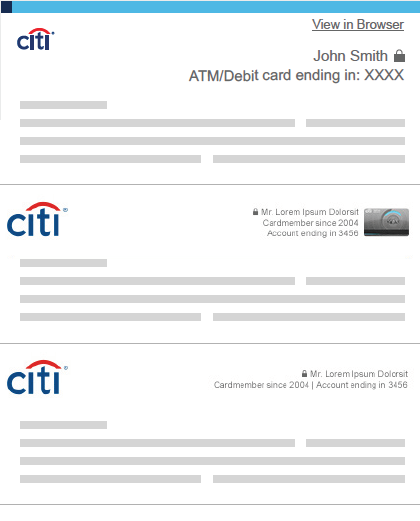 View in Browser
citi
John Smith
ATM/Debit card ending in: XXXX
citi®
Mr. Lorem Ipsum Dolorsit
Cardmember since 2004
Account ending in 3456
citi®
Mr. Lorem Ipsum Dolorsit
Cardmember since 2004 | Account ending in 3456